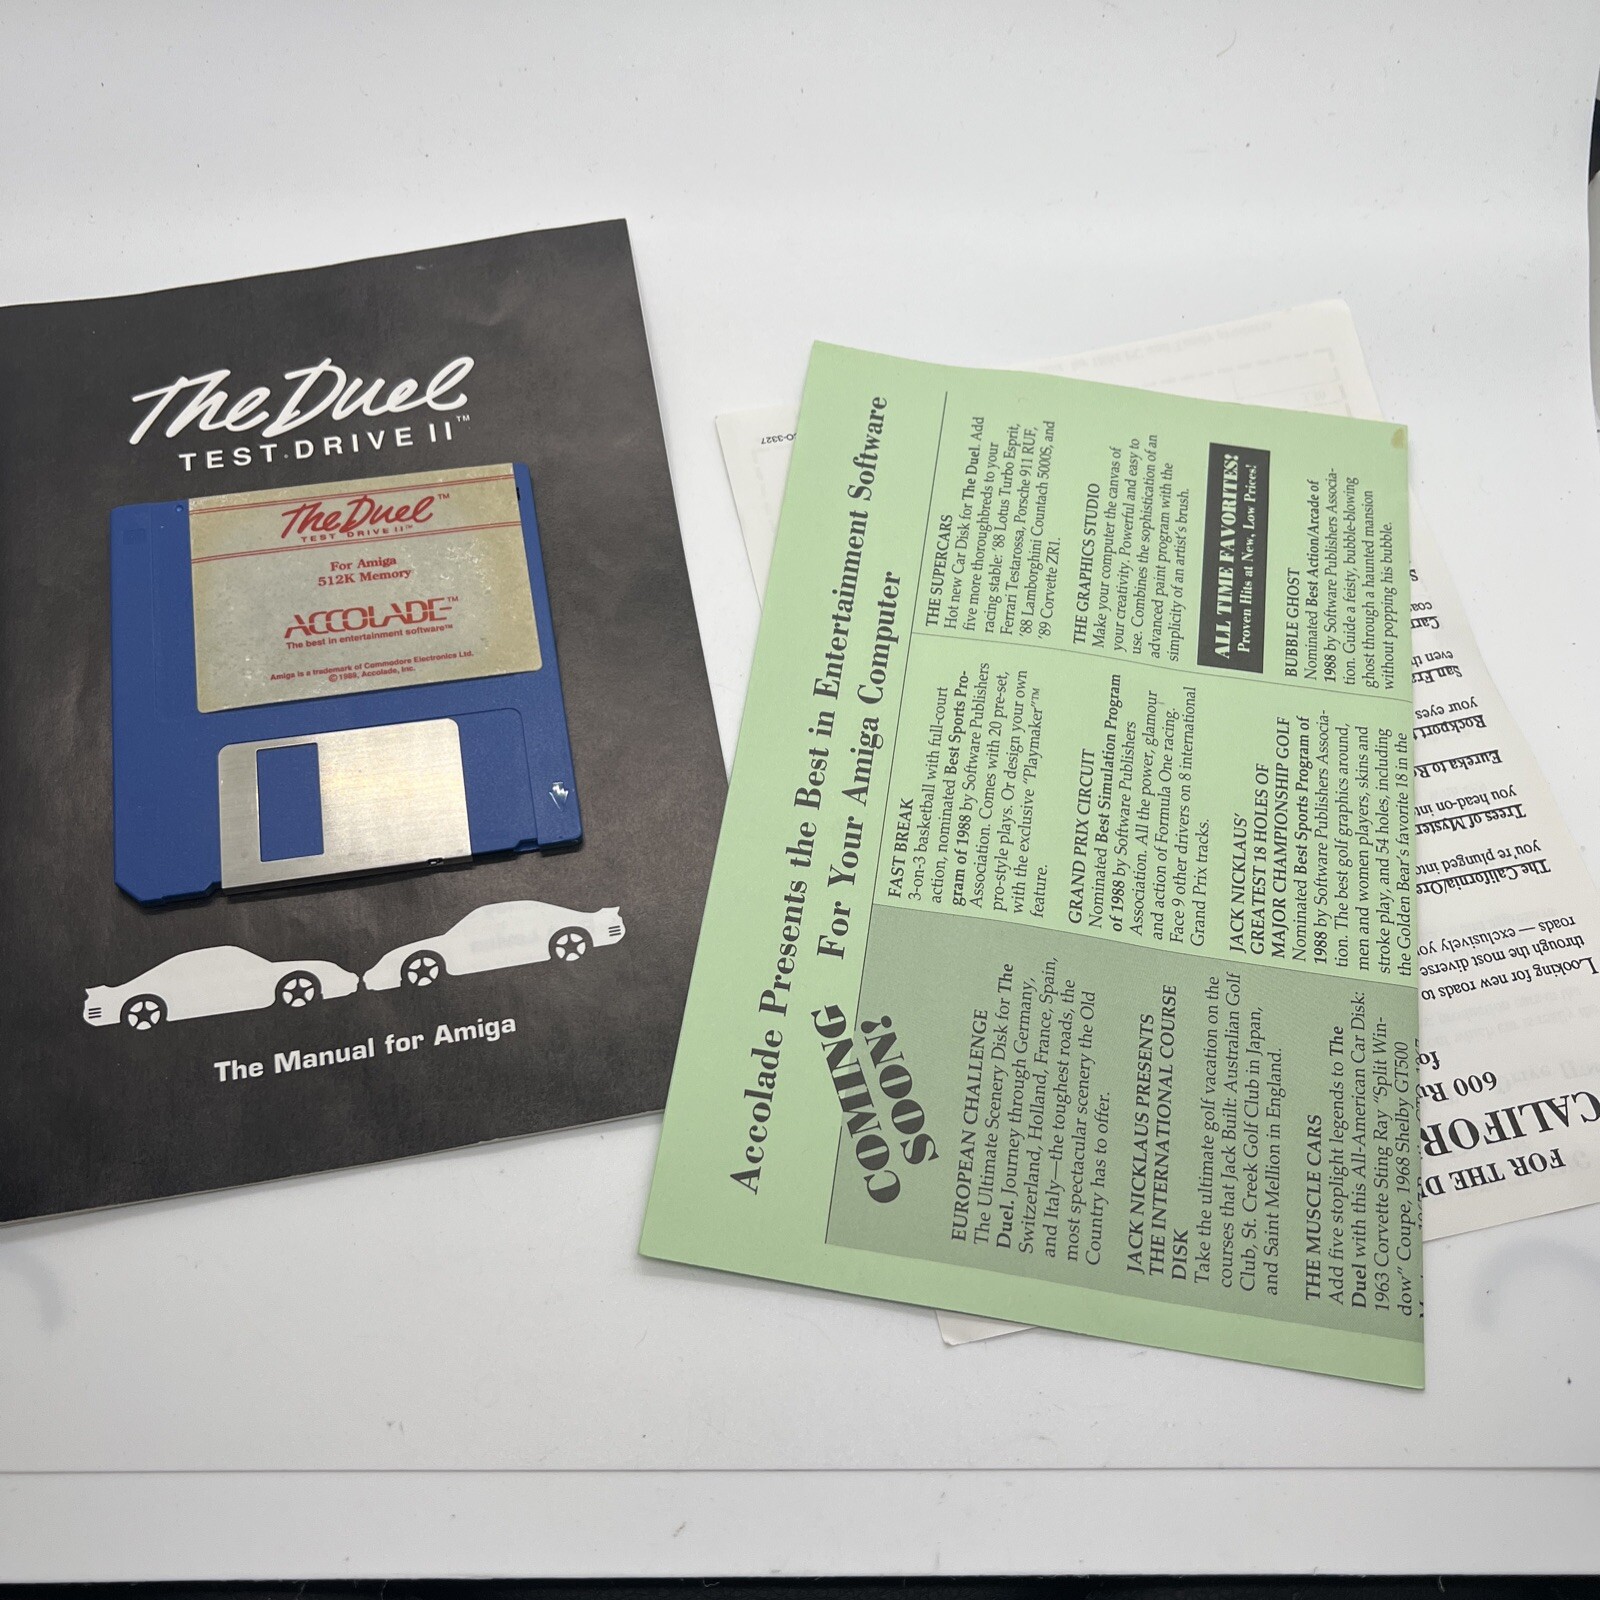 The Duel
TEST DRIVE II™
The Duel™
TEST DRIVE II™
For Amiga
512K Memory
ACCOLADE™
The best in entertainment software™
Amiga is a trademark of Commodore Electronics Ltd.
©1989, Accolade, Inc.
The Manual for Amiga
Accolade Presents the Best in Entertainment Software
For Your Amiga Computer
COMING
SOON!
EUROPEAN CHALLENGE
The Ultimate Scenery Disk for The
Duel. Journey through Germany,
Switzerland, Holland, France, Spain,
and Italy—the toughest roads, the
most spectacular scenery the Old
Country has to offer.
JACK NICKLAUS PRESENTS
THE INTERNATIONAL COURSE
DISK
Take the ultimate golf vacation on the
courses that Jack Built: Australian Golf
Club, St. Creek Golf Club in Japan,
and Saint Mellion in England.
THE MUSCLE CARS
Add five stoplight legends to The
Duel with this All-American Car Disk:
1963 Corvette Sting Ray "Split Win-
dow" Coupe, 1968 Shelby GT500
FAST BREAK
3-on-3 basketball with full-court
action, nominated Best Sports Pro-
gram of 1988 by Software Publishers
Association. Comes with 20 pre-set,
pro-style plays. Or design your own
with the exclusive "Playmaker"™
feature.
GRAND PRIX CIRCUIT
Nominated Best Simulation Program
of 1988 by Software Publishers
Association. All the power, glamour
and action of Formula One racing.
Face 9 other drivers on 8 international
Grand Prix tracks.
JACK NICKLAUS'
GREATEST 18 HOLES OF
MAJOR CHAMPIONSHIP GOLF
Nominated Best Sports Program of
1988 by Software Publishers Associa-
tion. The best golf graphics around,
men and women players, skins and
stroke play, and 54 holes, including
the Golden Bear's favorite 18 in the
THE SUPERCARS
Hot new Car Disk for The Duel. Add
five more thoroughbreds to your
racing stable: '88 Lotus Turbo Esprit,
Ferrari Testarossa, Porsche 911 RUF,
'88 Lamborghini Countach 5000S, and
'89 Corvette ZR1.
THE GRAPHICS STUDIO
Make your computer the canvas of
your creativity. Powerful and easy to
use. Combines the sophistication of an
advanced paint program with the
simplicity of an artist's brush.
ALL TIME FAVORITES!
Proven Hits at New, Low Prices!
BUBBLE GHOST
Nominated Best Action/Arcade of
1988 by Software Publishers Associa-
tion. Guide a feisty, bubble-blowing
ghost through a haunted mansion
without popping his bubble.
FOR THE
600
Looking for new roads to
through the most diverse
roads — exclusively
The California/Ore
you're plunged into
Trees of Myster
you head-on in
Eureka to
Rockport
your eyes
San Fra
even th